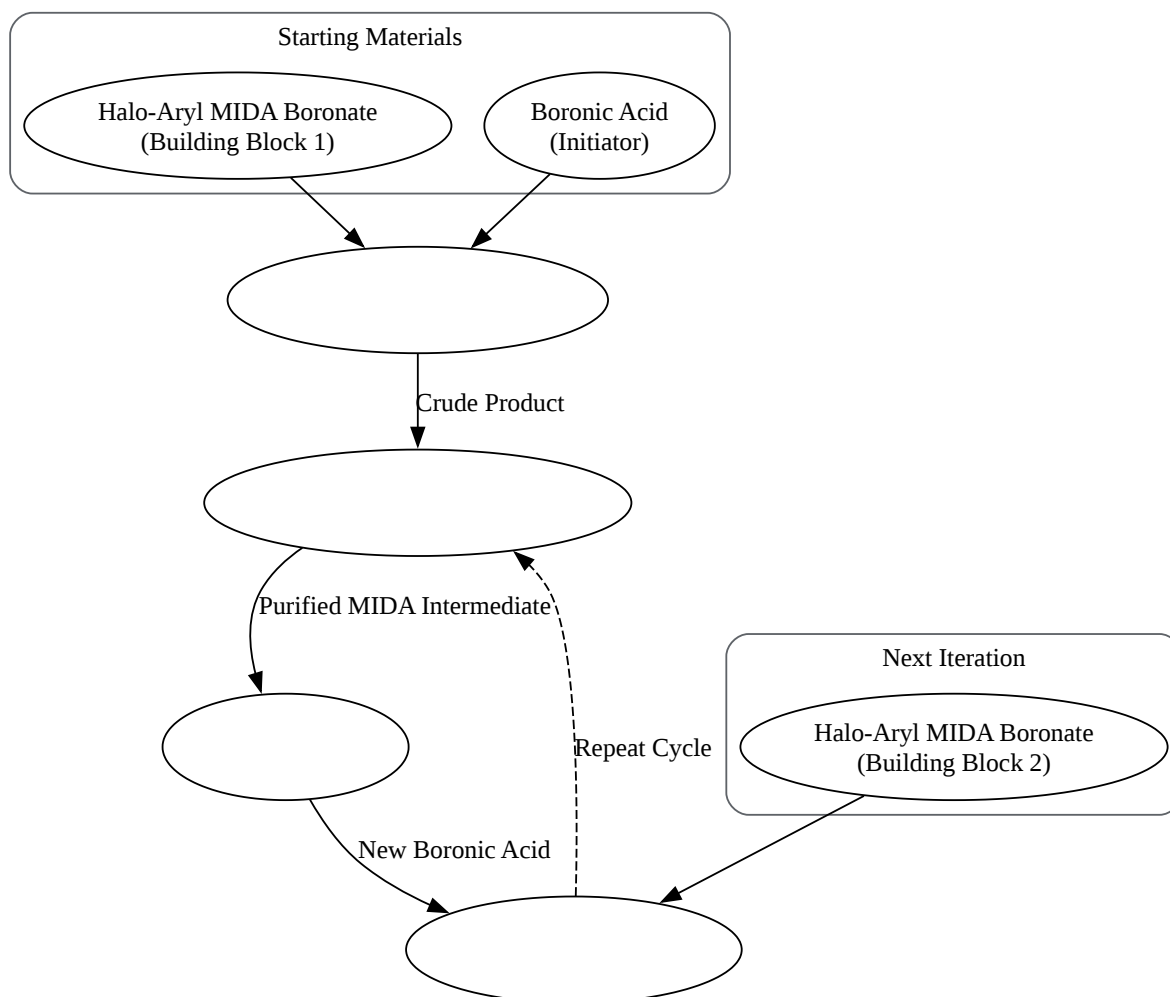 Starting Materials
Halo-Aryl MIDA Boronate
(Building Block 1)
Boronic Acid
(Initiator)
Crude Product
Purified MIDA Intermediate
Next Iteration
Halo-Aryl MIDA Boronate
(Building Block 2)
Repeat Cycle
New Boronic Acid